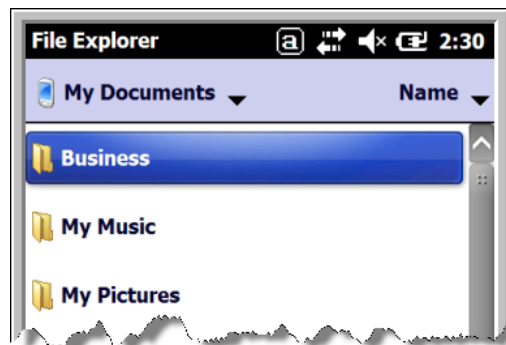 File Explorer a 2:30
My Documents Name
Business
My Music
My Pictures